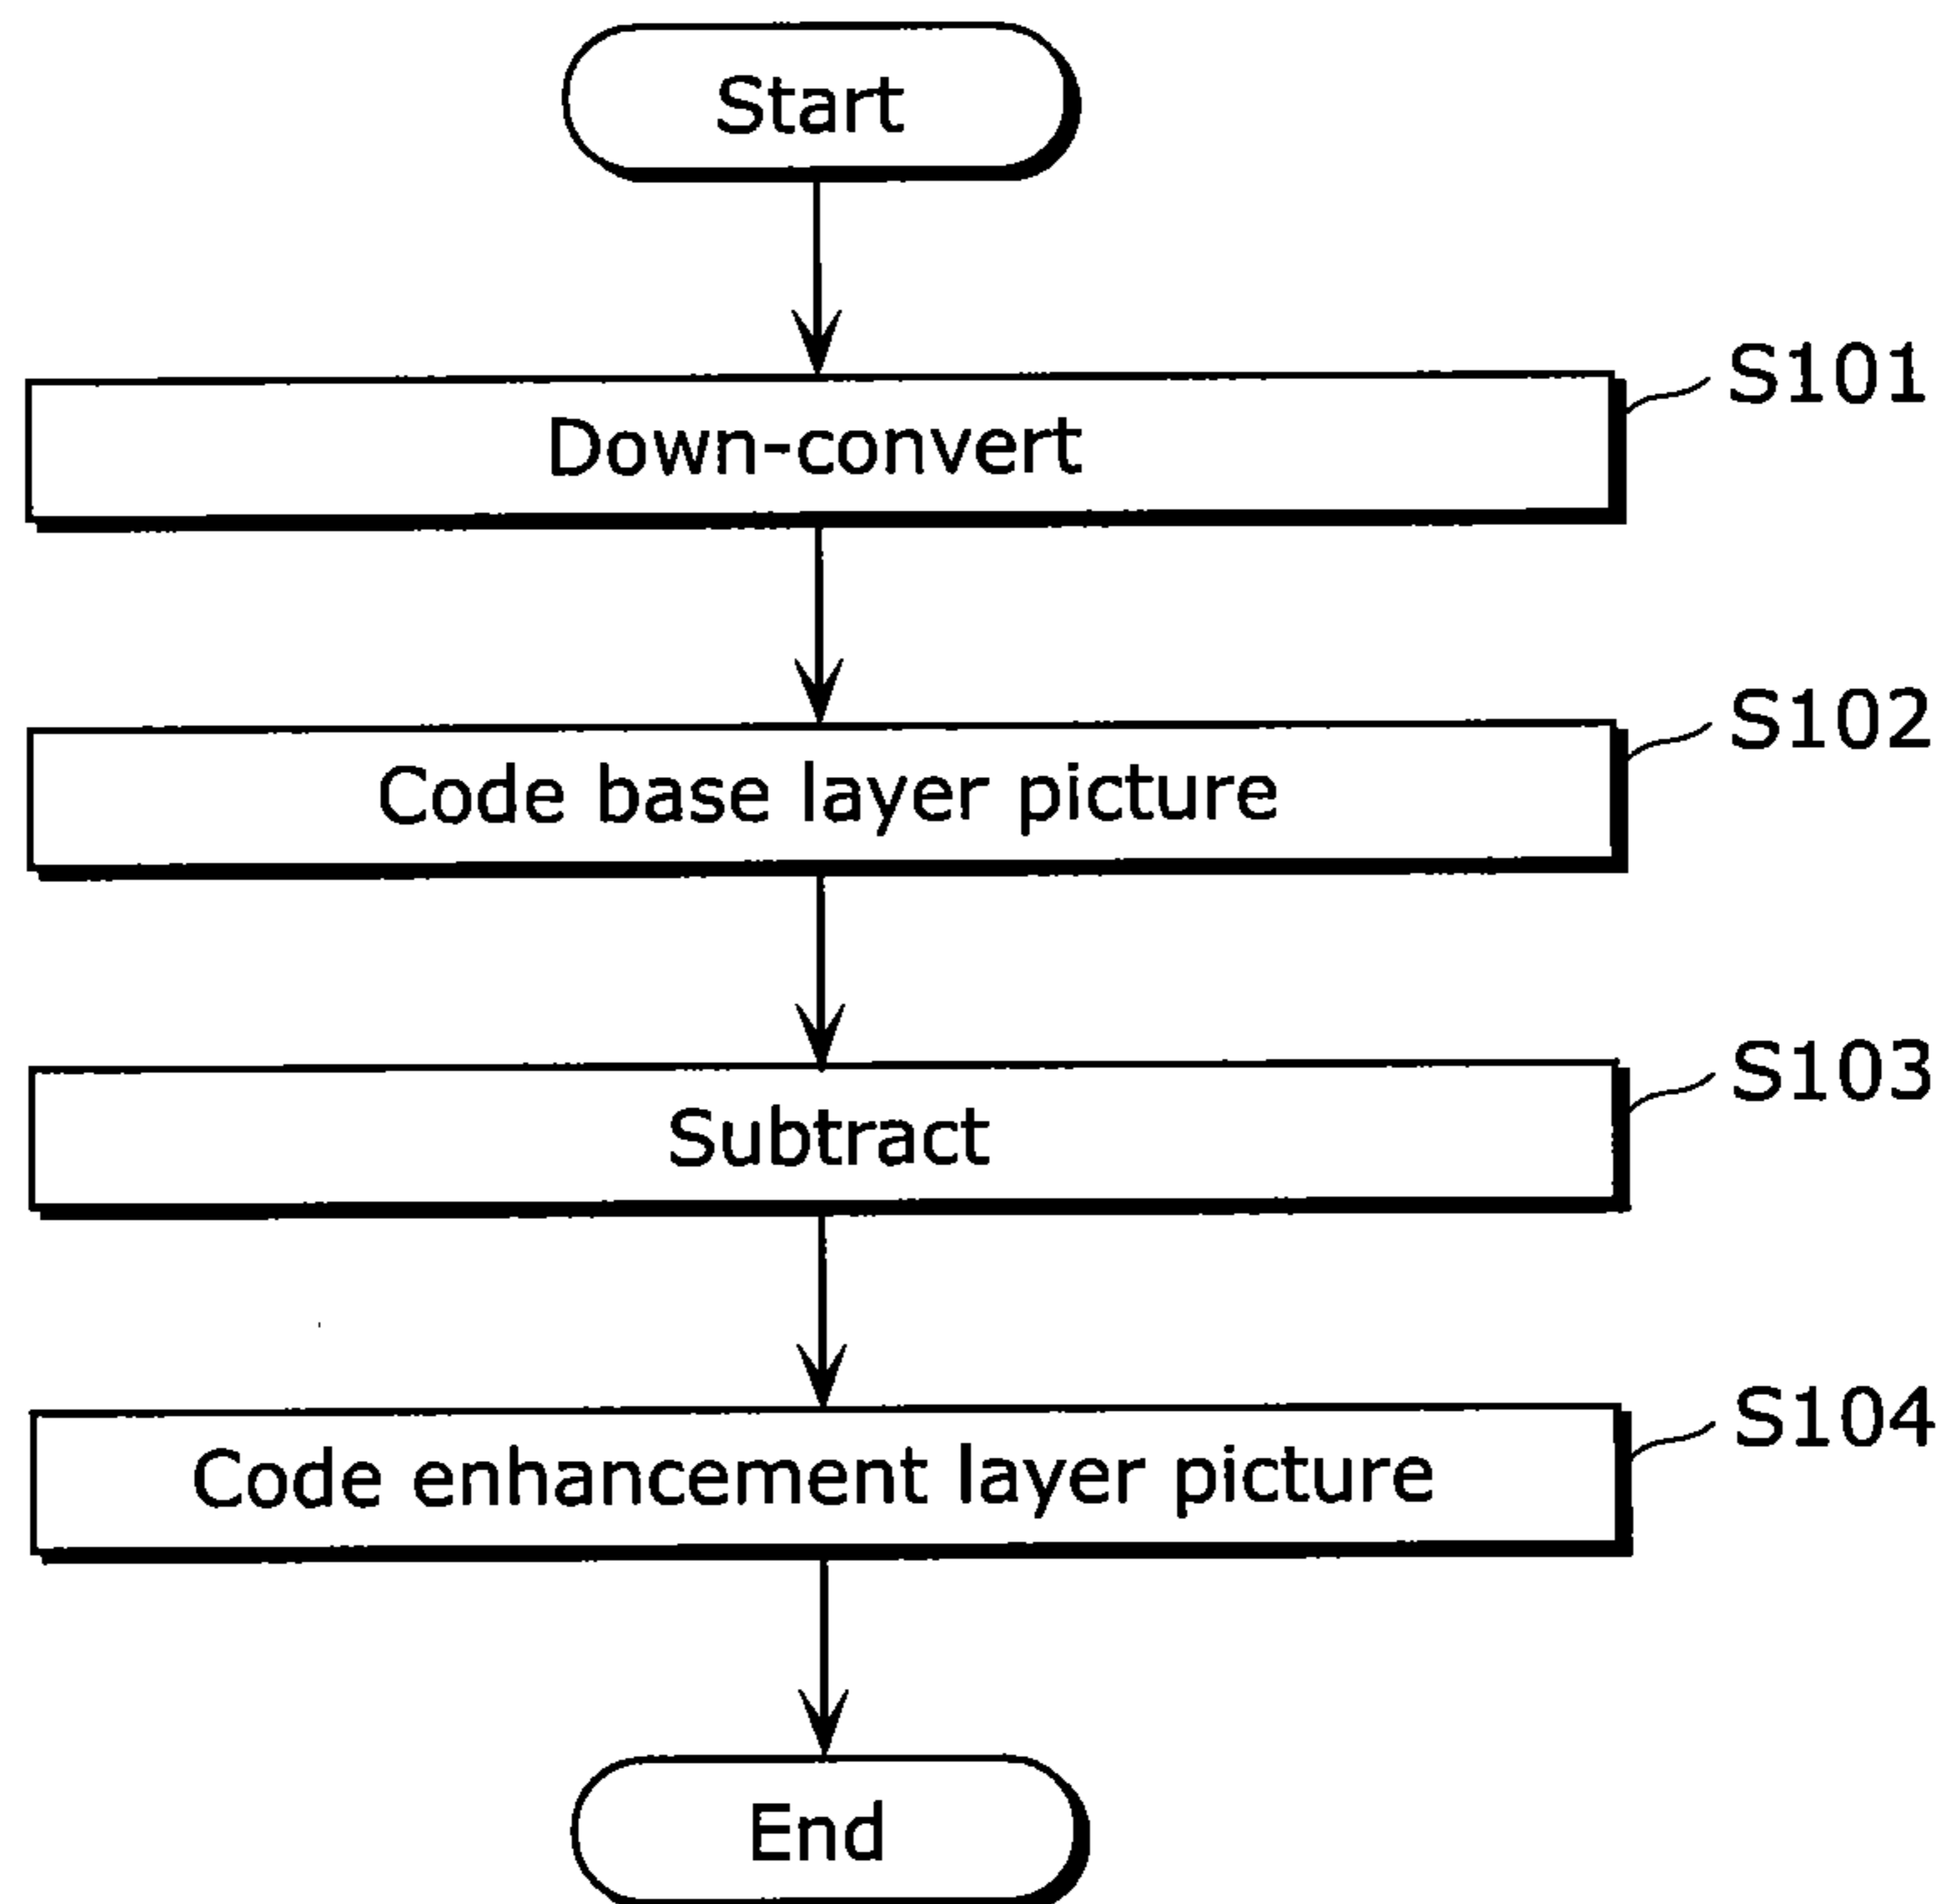 Start
S101
Down-convert
S102
Code base layer picture
S103
Subtract
S104
Code enhancement layer picture
End